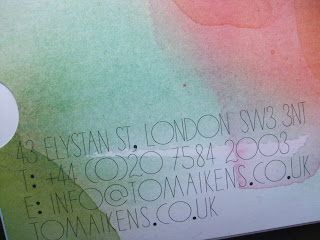 43 ELYSTAN ST, LONDON SW3 3NT
T: +44 (0)20 7584 2003
E: INFO@TOMAIKENS.CO.UK
TOMAIKENS.CO.UK